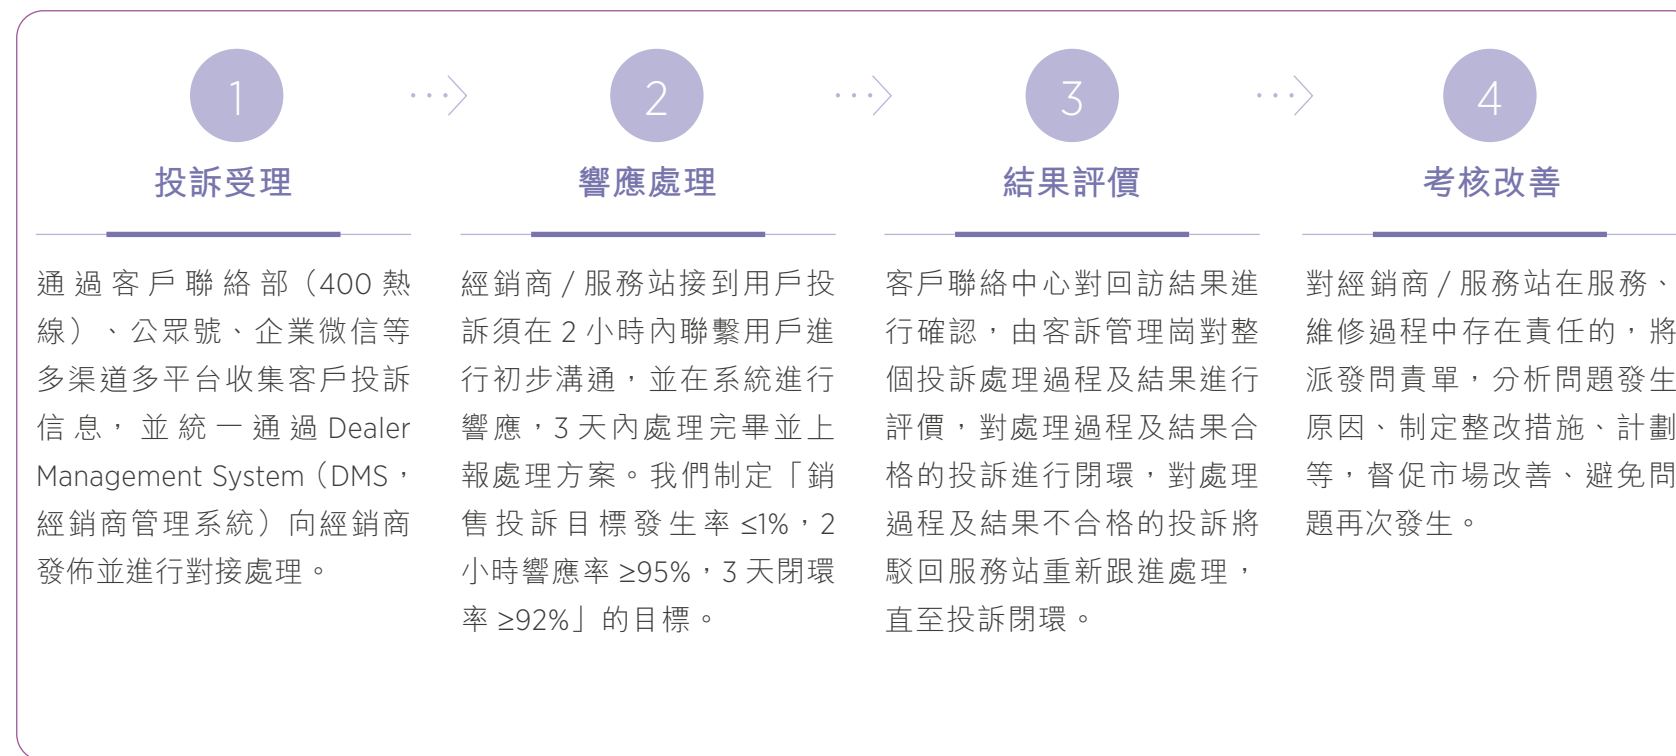 1
投訴受理
通過客戶聯絡部（400 熱
線）、公眾號、企業微信等
多渠道多平台收集客戶投訴
信息，並統一通過 Dealer
Management System（DMS，
經銷商管理系統）向經銷商
發佈並進行對接處理。
2
響應處理
經銷商 / 服務站接到用戶投
訴須在 2 小時內聯繫用戶進
行初步溝通，並在系統進行
響應，3 天內處理完畢並上
報處理方案。我們制定「銷
售投訴目標發生率 ≤1%，2
小時響應率 ≥95%，3 天閉環
率 ≥92%」的目標。
3
結果評價
客戶聯絡中心對回訪結果進
行確認，由客訴管理崗對整
個投訴處理過程及結果進行
評價，對處理過程及結果合
格的投訴進行閉環，對處理
過程及結果不合格的投訴將
駁回服務站重新跟進處理，
直至投訴閉環。
4
考核改善
對經銷商 / 服務站在服務、
維修過程中存在責任的，將
派發問責單，分析問題發生
原因、制定整改措施、計劃
等，督促市場改善、避免問
題再次發生。